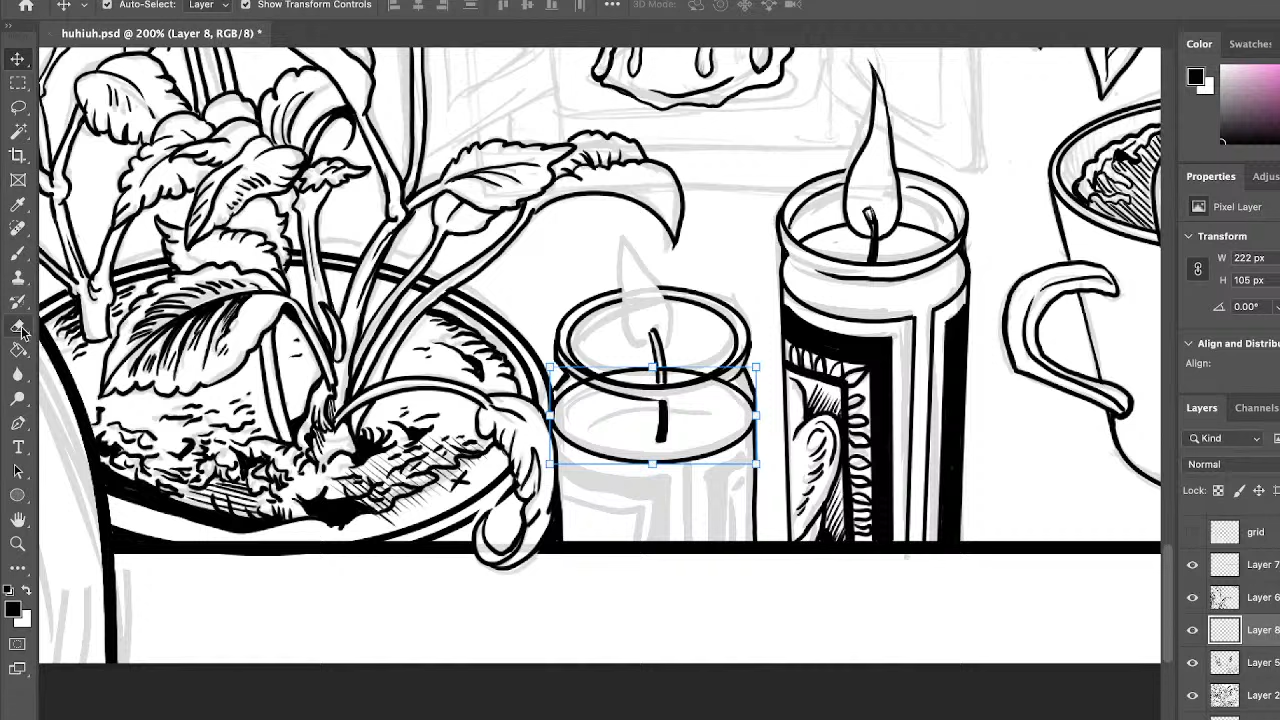 Auto-Select: Layer Show Transform Controls ••• 3D Mode:
huhiuh.psd @ 200% (Layer 8, RGB/8) *
Color Swatche
Properties Adjus
Pixel Layer
Transform
W 222 px
H 105 px
0.00°
Align and Distrib
Align:
Layers Channels
Kind
Normal
Lock:
grid
Layer 7
Layer 6
Layer 8
Layer 5
Layer 2